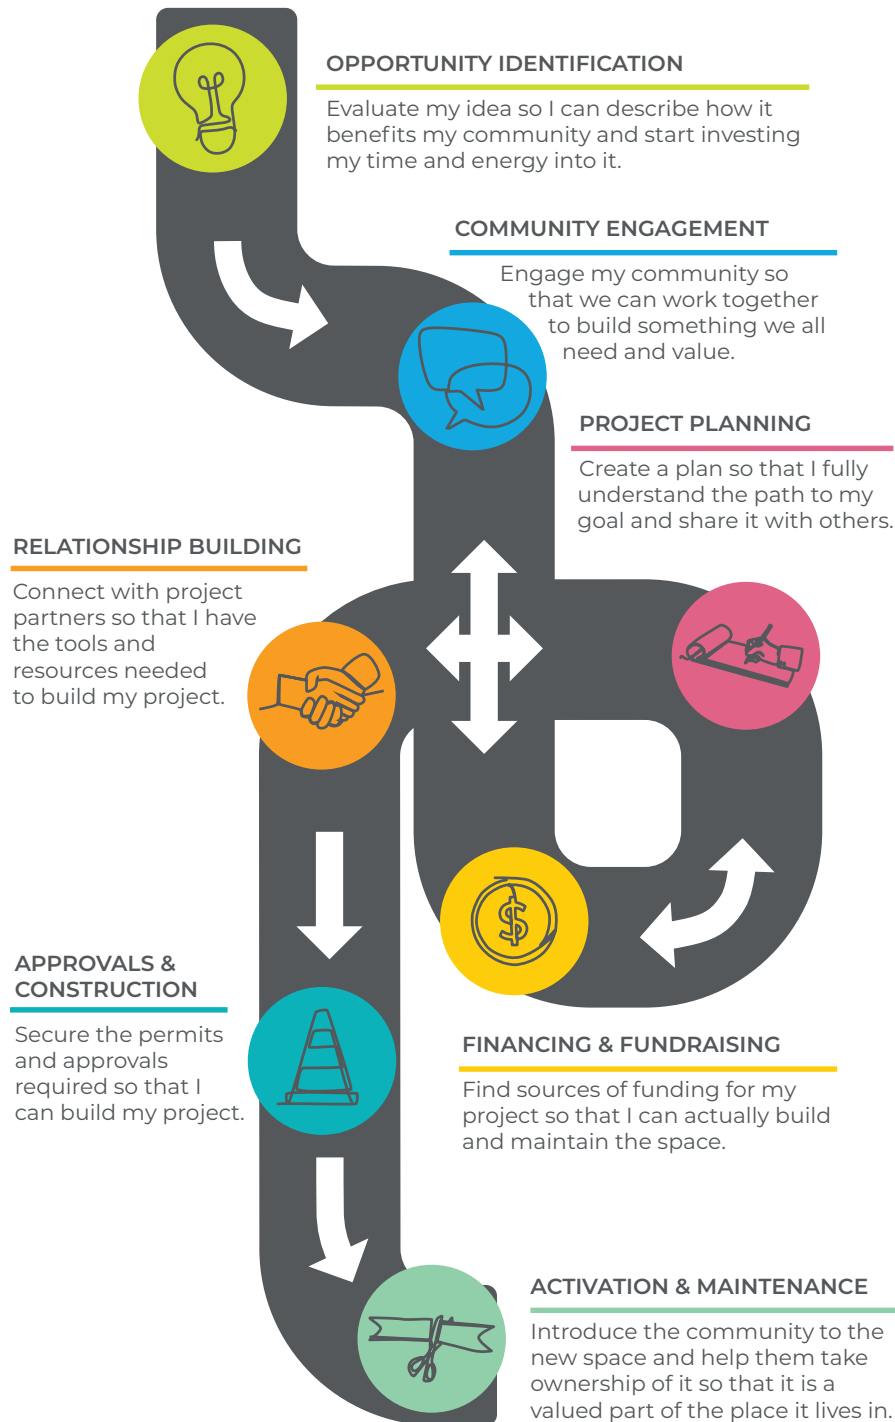 OPPORTUNITY IDENTIFICATION
Evaluate my idea so I can describe how it
benefits my community and start investing
my time and energy into it.
COMMUNITY ENGAGEMENT
Engage my community so
that we can work together
to build something we all
need and value.
PROJECT PLANNING
Create a plan so that I fully
understand the path to my
goal and share it with others.
RELATIONSHIP BUILDING
Connect with project
partners so that I have
the tools and
resources needed
to build my project.
$
APPROVALS &
CONSTRUCTION
Secure the permits
and approvals
required so that I
can build my project.
FINANCING & FUNDRAISING
Find sources of funding for my
project so that I can actually build
and maintain the space.
ACTIVATION & MAINTENANCE
Introduce the community to the
new space and help them take
ownership of it so that it is a
valued part of the place it lives in.